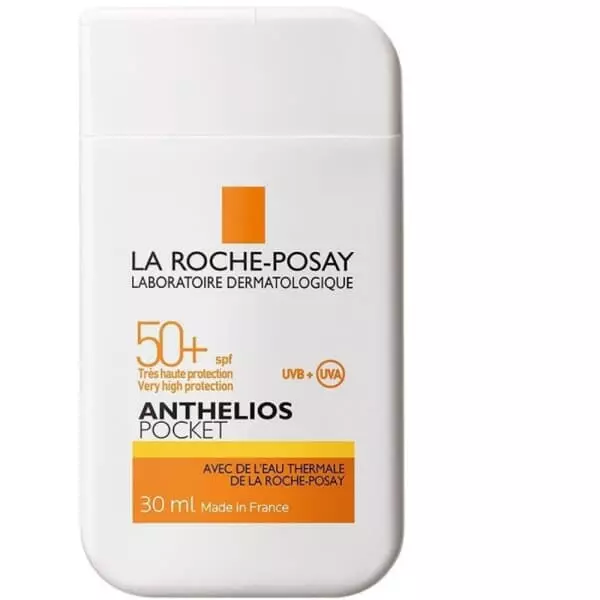 LA ROCHE-POSAY
LABORATOIRE DERMATOLOGIQUE
50+ spf
Très haute protection
Very high protection
UVB + UVA
ANTHELIOS
POCKET
AVEC DE L'EAU THERMALE
DE LA ROCHE-POSAY
30 ml Made in France